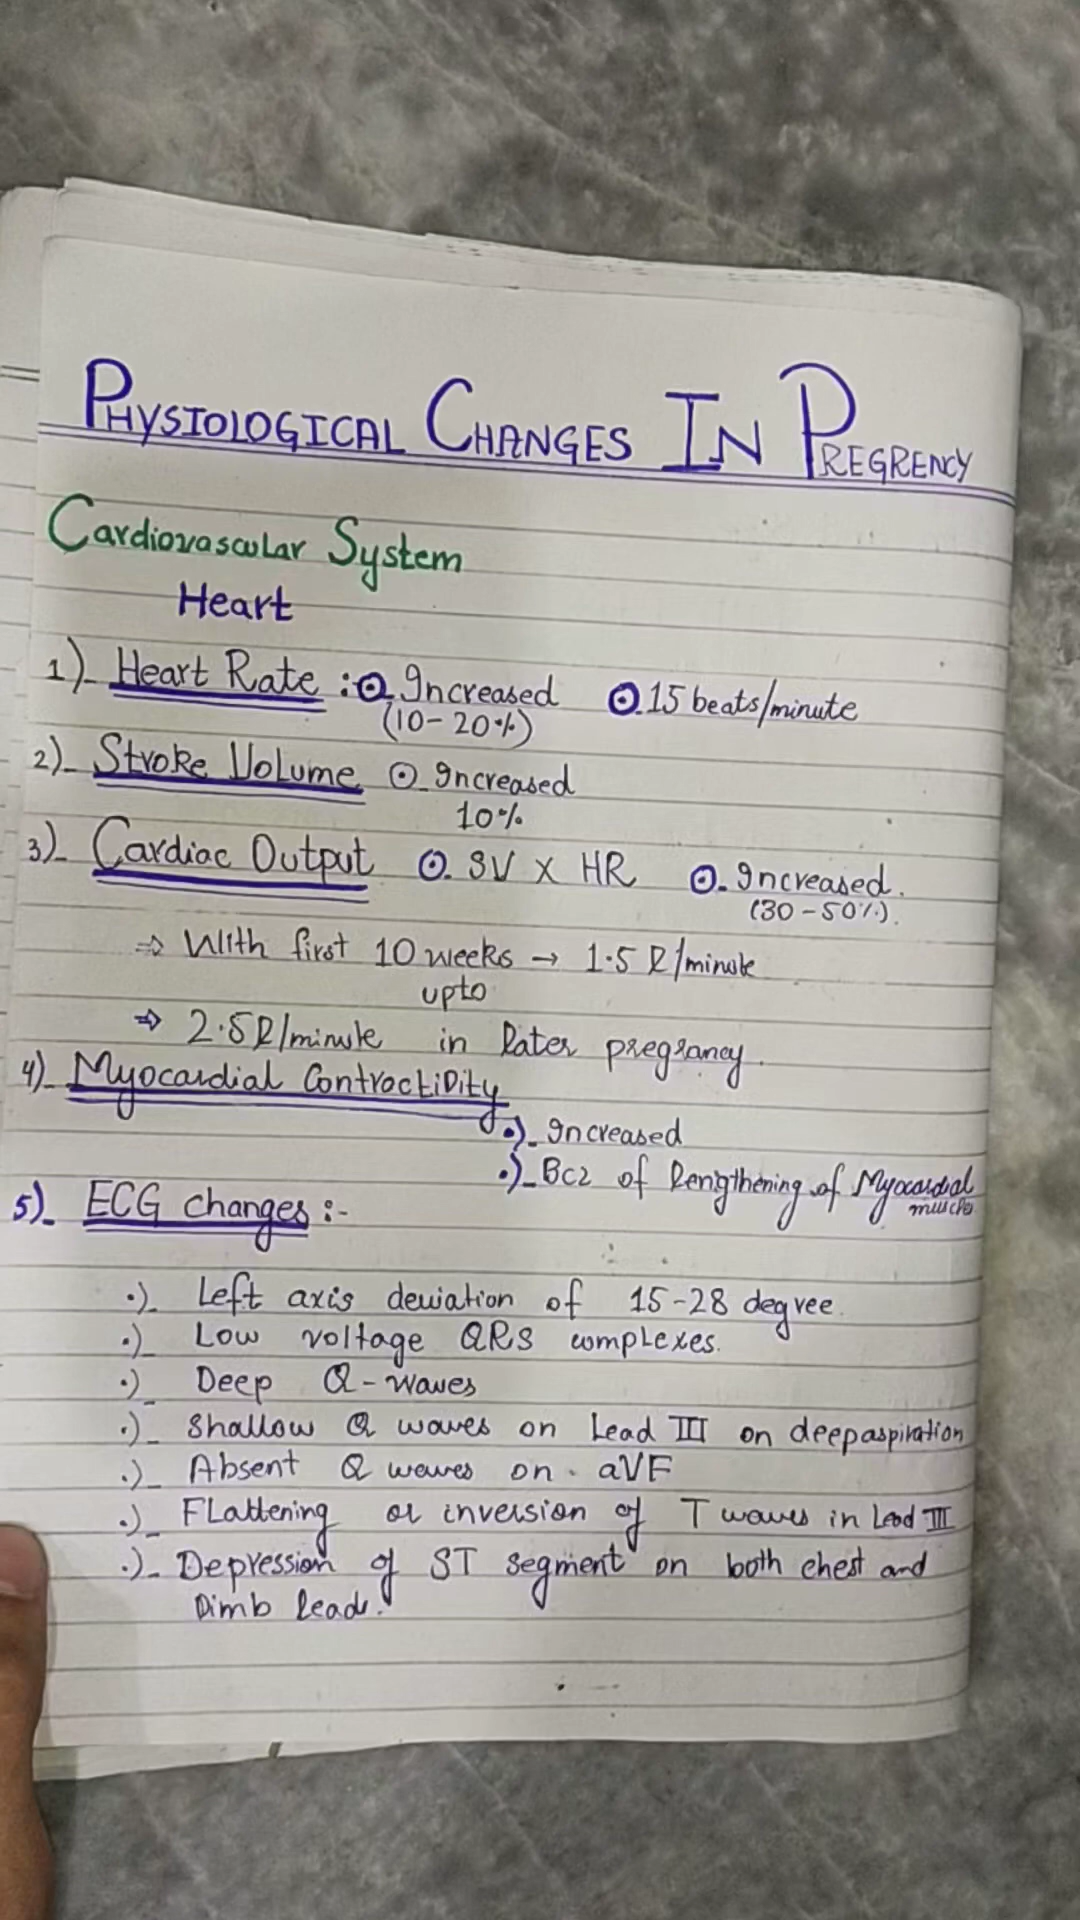 PHYSIOLOGICAL CHANGES IN PREGRENCY
Cardiovascular System
Heart
1)_ Heart Rate :⊙ Increased ⊙ 15 beats/minute
(10-20%)
2)_ Stroke Volume ⊙_ Increased
10%
3)_ Cardiac Output ⊙. SV X HR ⊙_ Increased.
(30-50%).
⇒ With first 10 weeks → 1.5 l/minute
upto
⇒ 2.5l/minute in later pregnancy.
4)_ Myocardial Contractility
•)_ Increased
•)_ Bcz of lengthening of Myocardial
muscles
5)_ ECG changes :-
•)_ Left axis deviation of 15-28 degree.
•)_ Low voltage QRS complexes.
•)_ Deep Q-waves
•)_ Shallow Q waves on Lead III on deepaspiration
•)_ Absent Q waves on aVF
•)_ Flattening or inversion of T waves in Lead III
•)_ Depression of ST segment on both chest and
limb leads.